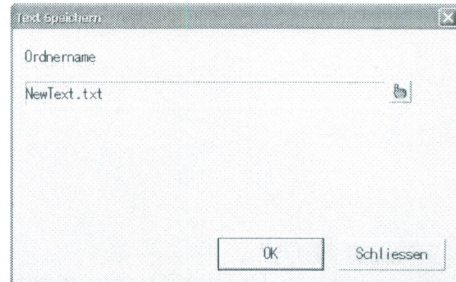 Text Speichern
Ordnername
NewText.txt
OK
Schliessen